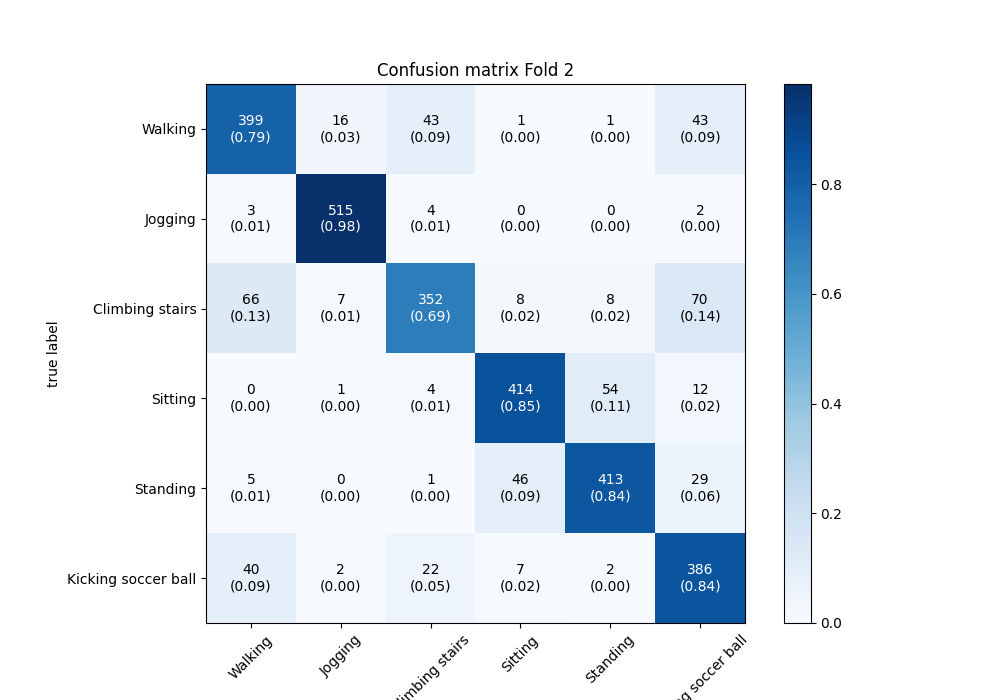 Confusion matrix Fold 2
Walking
399 16 43 1 1 43
(0.79) (0.03) (0.09) (0.00) (0.00) (0.09)
Jogging
3 515 4 0 0 2
(0.01) (0.98) (0.01) (0.00) (0.00) (0.00)
Climbing stairs
66 7 352 8 8 70
(0.13) (0.01) (0.69) (0.02) (0.02) (0.14)
Sitting
0 1 4 414 54 12
(0.00) (0.00) (0.01) (0.85) (0.11) (0.02)
Standing
5 0 1 46 413 29
(0.01) (0.00) (0.00) (0.09) (0.84) (0.06)
Kicking soccer ball
40 2 22 7 2 386
(0.09) (0.00) (0.05) (0.02) (0.00) (0.84)
true label
Walking
Jogging
limbing stairs
Sitting
Standing
g soccer ball
0.8
0.6
0.4
0.2
0.0